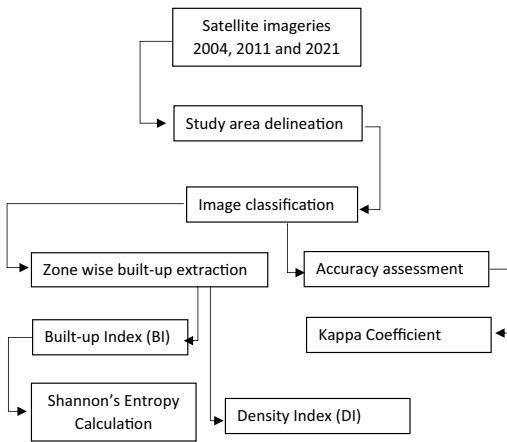 Satellite imageries
2004, 2011 and 2021
Study area delineation
Image classification
Zone wise built-up extraction
Accuracy assessment
Built-up Index (BI)
Kappa Coefficient
Shannon's Entropy
Calculation
Density Index (DI)